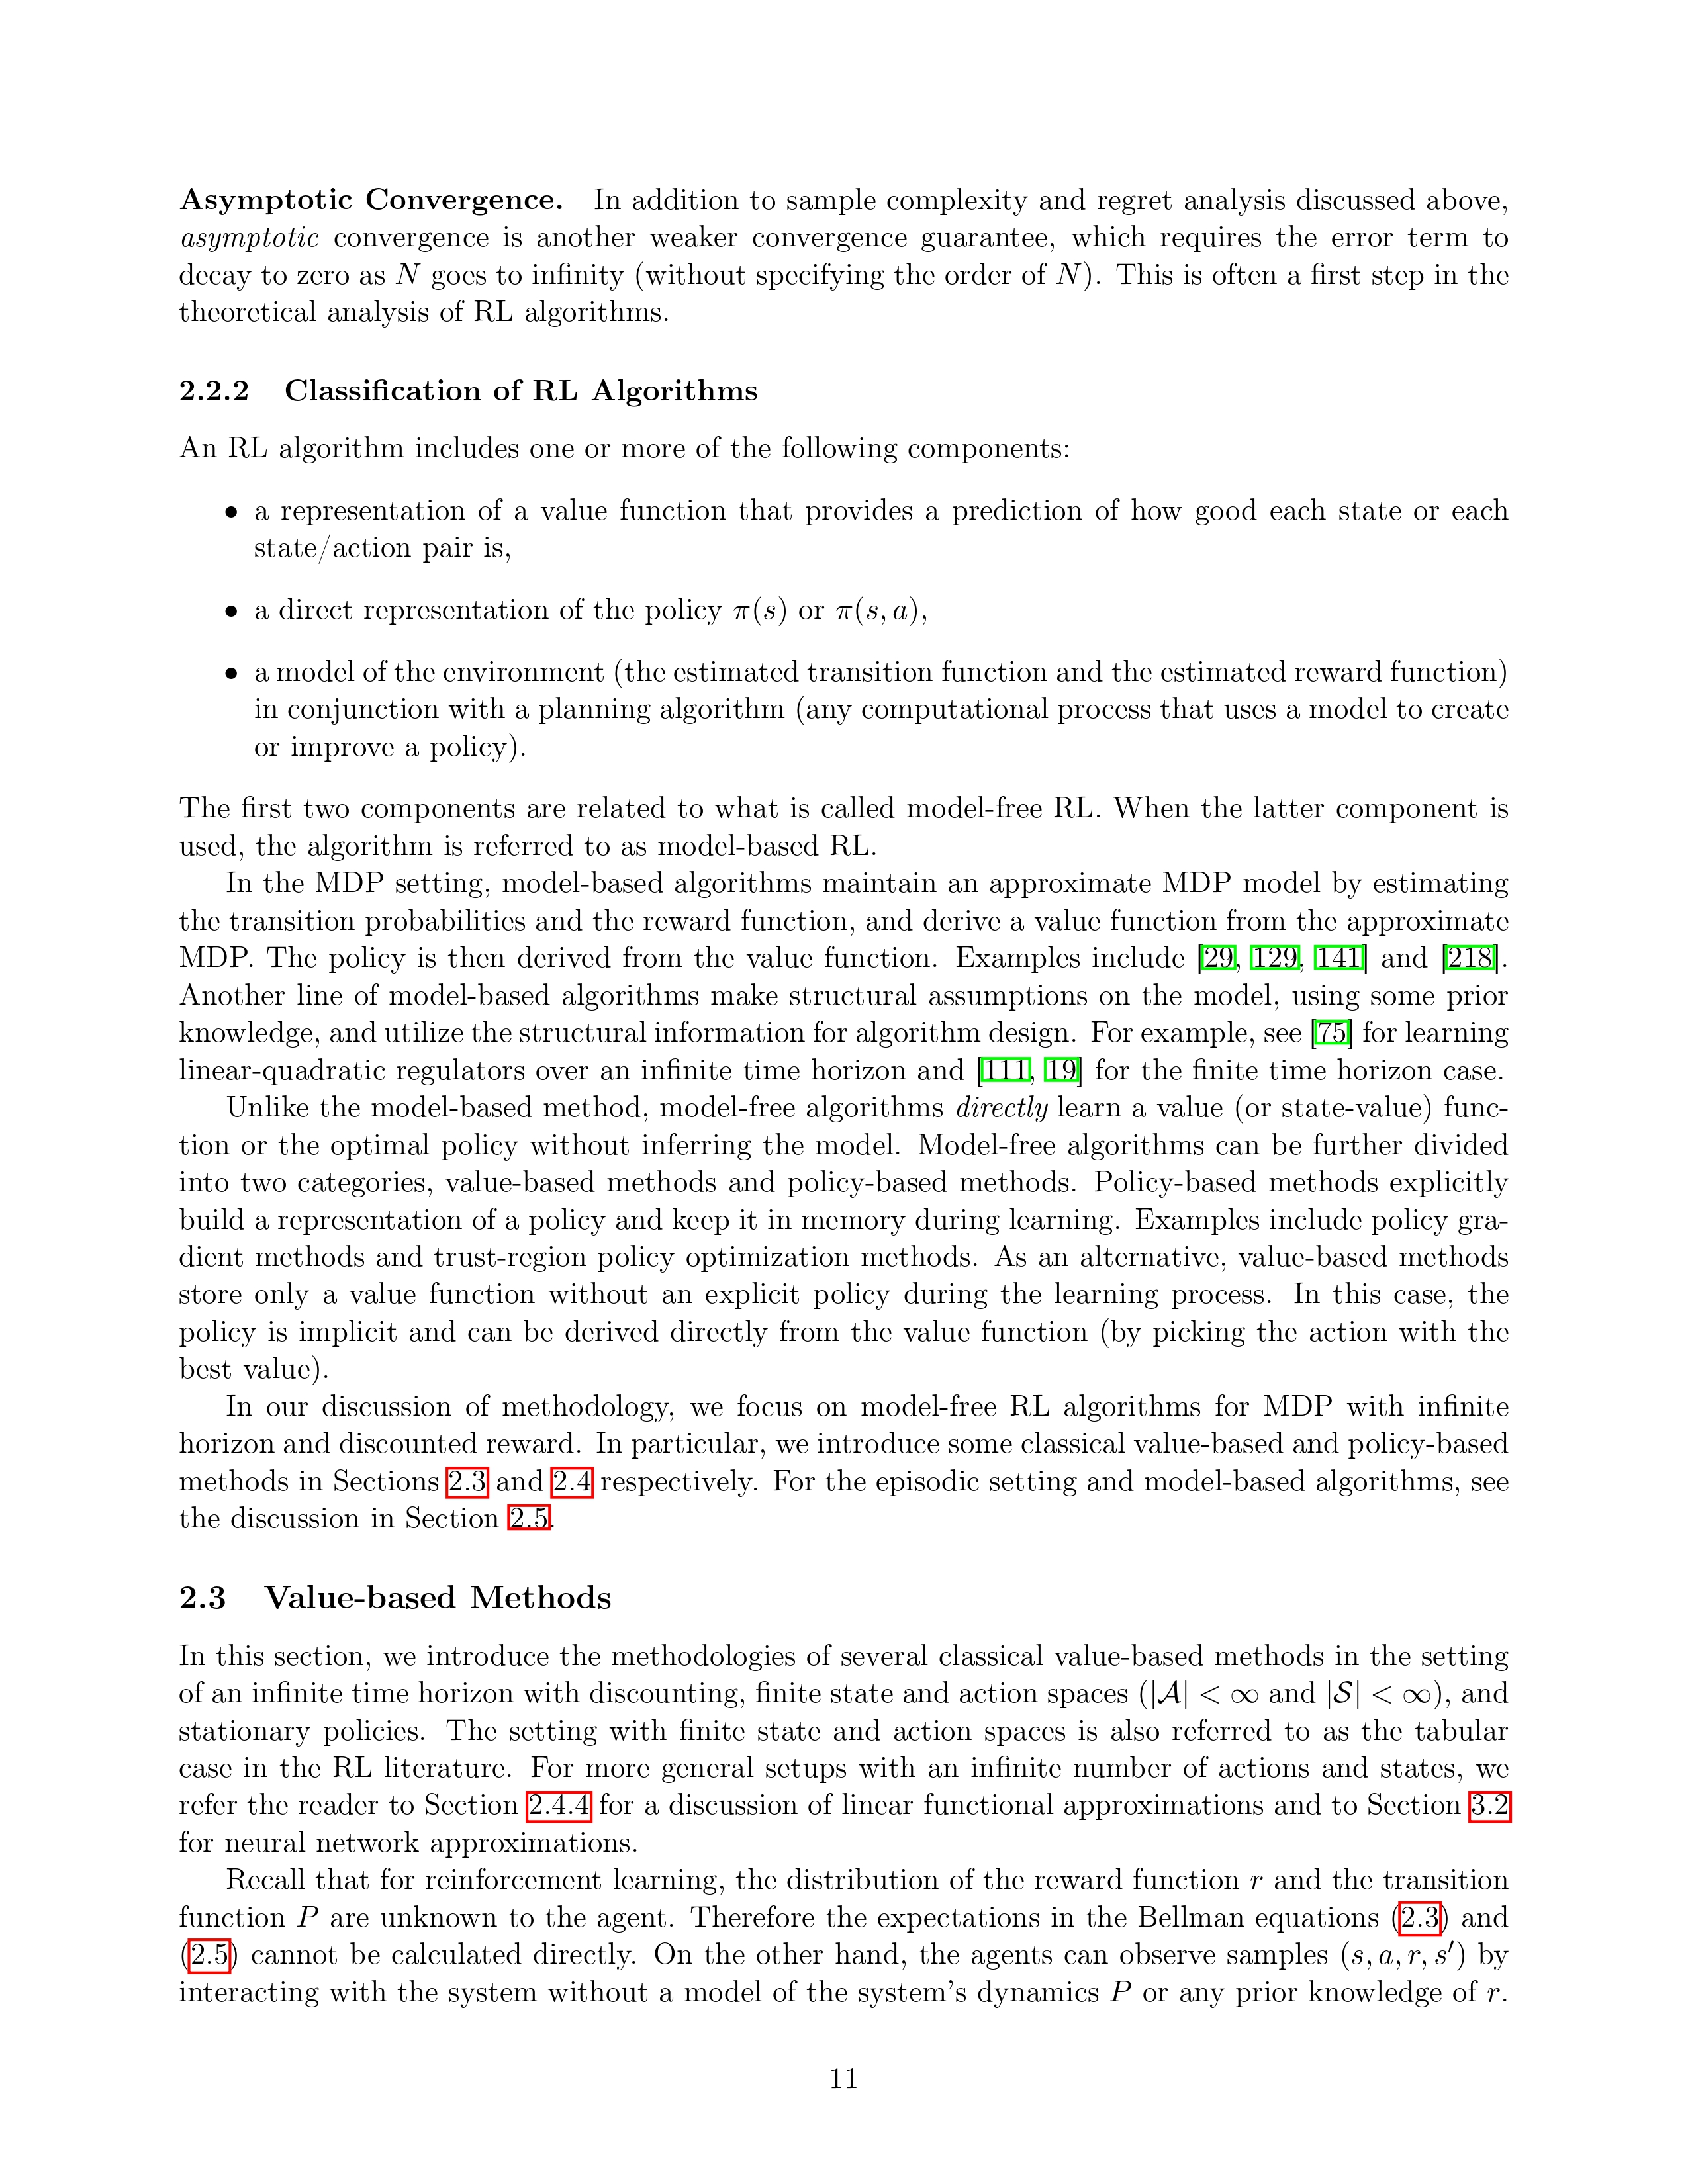 Asymptotic Convergence. In addition to sample complexity and regret analysis discussed above,
asymptotic convergence is another weaker convergence guarantee, which requires the error term to
decay to zero as N goes to infinity (without specifying the order of N). This is often a first step in the
theoretical analysis of RL algorithms.
2.2.2 Classification of RL Algorithms
An RL algorithm includes one or more of the following components:
• a representation of a value function that provides a prediction of how good each state or each
state/action pair is,
• a direct representation of the policy π(s) or π(s, a),
• a model of the environment (the estimated transition function and the estimated reward function)
in conjunction with a planning algorithm (any computational process that uses a model to create
or improve a policy).
The first two components are related to what is called model-free RL. When the latter component is
used, the algorithm is referred to as model-based RL.
In the MDP setting, model-based algorithms maintain an approximate MDP model by estimating
the transition probabilities and the reward function, and derive a value function from the approximate
MDP. The policy is then derived from the value function. Examples include [29, 129, 141] and [218].
Another line of model-based algorithms make structural assumptions on the model, using some prior
knowledge, and utilize the structural information for algorithm design. For example, see [75] for learning
linear-quadratic regulators over an infinite time horizon and [111, 19] for the finite time horizon case.
Unlike the model-based method, model-free algorithms directly learn a value (or state-value) func-
tion or the optimal policy without inferring the model. Model-free algorithms can be further divided
into two categories, value-based methods and policy-based methods. Policy-based methods explicitly
build a representation of a policy and keep it in memory during learning. Examples include policy gra-
dient methods and trust-region policy optimization methods. As an alternative, value-based methods
store only a value function without an explicit policy during the learning process. In this case, the
policy is implicit and can be derived directly from the value function (by picking the action with the
best value).
In our discussion of methodology, we focus on model-free RL algorithms for MDP with infinite
horizon and discounted reward. In particular, we introduce some classical value-based and policy-based
methods in Sections 2.3 and 2.4 respectively. For the episodic setting and model-based algorithms, see
the discussion in Section 2.5.
2.3 Value-based Methods
In this section, we introduce the methodologies of several classical value-based methods in the setting
of an infinite time horizon with discounting, finite state and action spaces (|𝒜| < ∞ and |𝒮| < ∞), and
stationary policies. The setting with finite state and action spaces is also referred to as the tabular
case in the RL literature. For more general setups with an infinite number of actions and states, we
refer the reader to Section 2.4.4 for a discussion of linear functional approximations and to Section 3.2
for neural network approximations.
Recall that for reinforcement learning, the distribution of the reward function r and the transition
function P are unknown to the agent. Therefore the expectations in the Bellman equations (2.3) and
(2.5) cannot be calculated directly. On the other hand, the agents can observe samples (s, a, r, s′) by
interacting with the system without a model of the system's dynamics P or any prior knowledge of r.
11